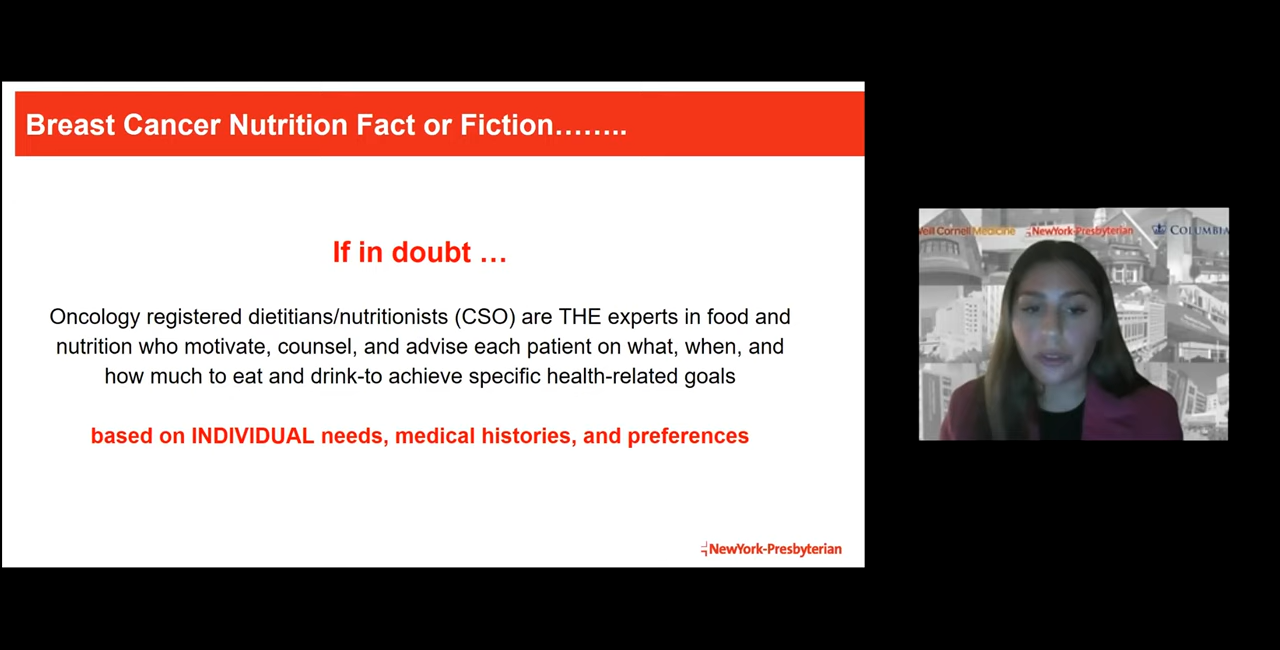 Breast Cancer Nutrition Fact or Fiction……..
If in doubt …
Oncology registered dietitians/nutritionists (CSO) are THE experts in food and
nutrition who motivate, counsel, and advise each patient on what, when, and
how much to eat and drink-to achieve specific health-related goals
based on INDIVIDUAL needs, medical histories, and preferences
NewYork-Presbyterian
Weill Cornell Medicine NewYork-Presbyterian COLUMBIA